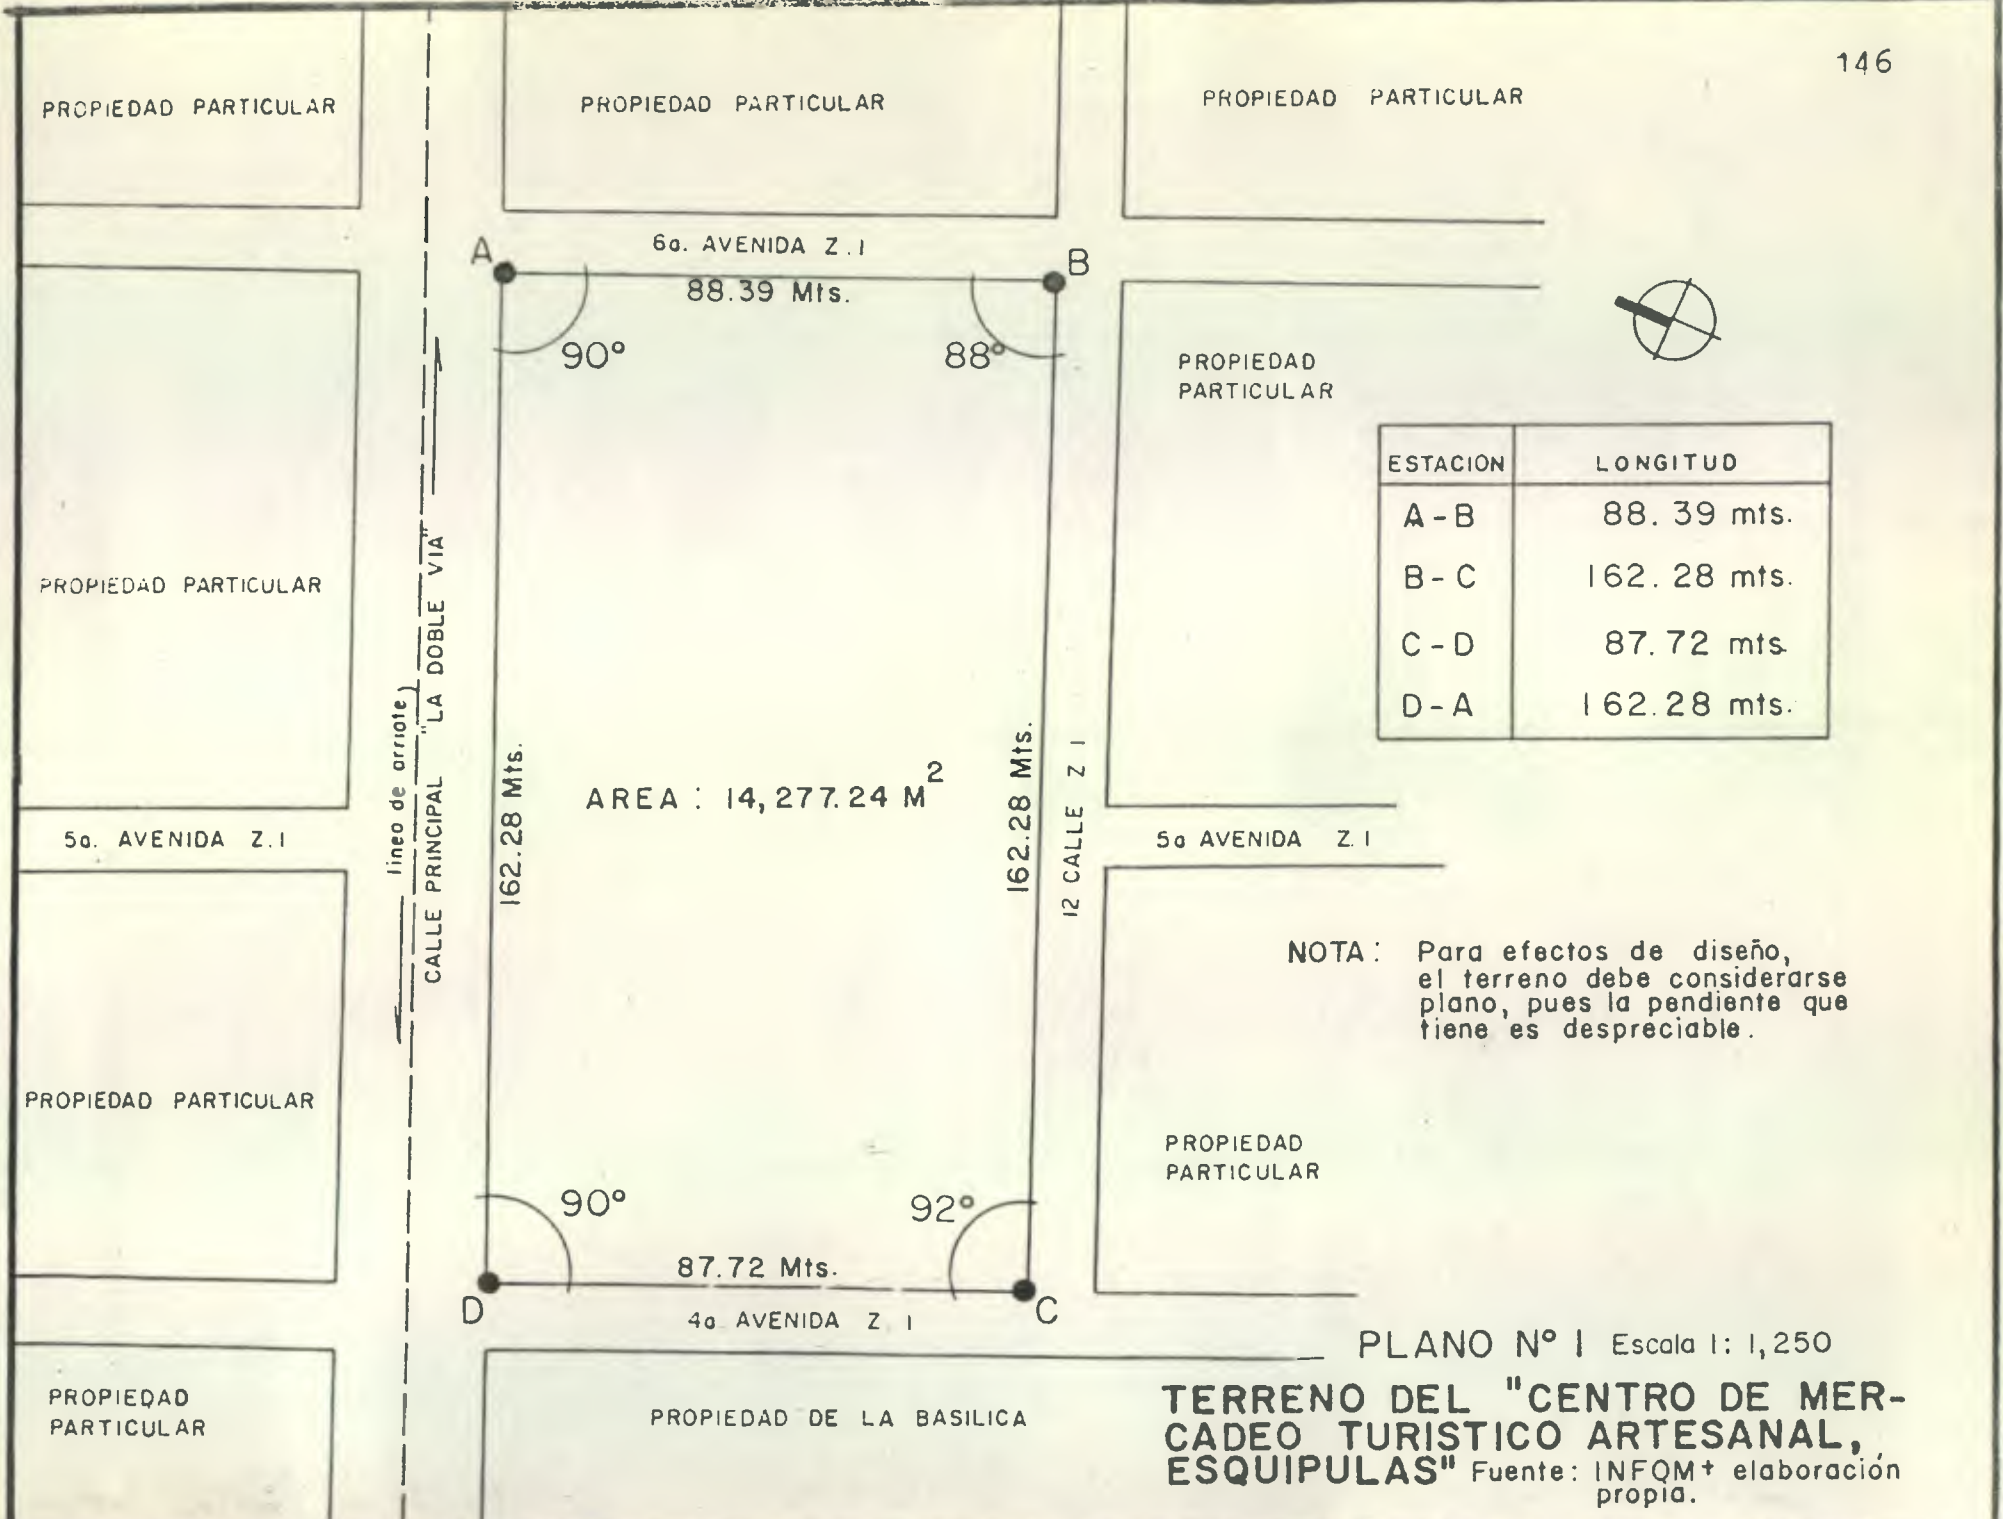 146
PROPIEDAD PARTICULAR
PROPIEDAD PARTICULAR
PROPIEDAD PARTICULAR
6a. AVENIDA Z.1
A
B
88.39 Mts.
90°
88°
PROPIEDAD
PARTICULAR
ESTACION LONGITUD
A-B 88.39 mts.
B-C 162.28 mts.
C-D 87.72 mts.
D-A 162.28 mts.
PROPIEDAD PARTICULAR
linea de arriate)
CALLE PRINCIPAL "LA DOBLE VIA"
162.28 Mts.
AREA : 14,277.24 M2
162.28 Mts.
12 CALLE Z 1
5a. AVENIDA Z.1
5a AVENIDA Z.1
NOTA: Para efectos de diseño,
el terreno debe considerarse
plano, pues la pendiente que
tiene es despreciable.
PROPIEDAD PARTICULAR
PROPIEDAD
PARTICULAR
90°
92°
87.72 Mts.
D
C
4a AVENIDA Z 1
PROPIEDAD
PARTICULAR
PROPIEDAD DE LA BASILICA
PLANO Nº 1 Escala 1: 1,250
TERRENO DEL "CENTRO DE MER-
CADEO TURISTICO ARTESANAL,
ESQUIPULAS" Fuente: INFOM+ elaboración
propia.